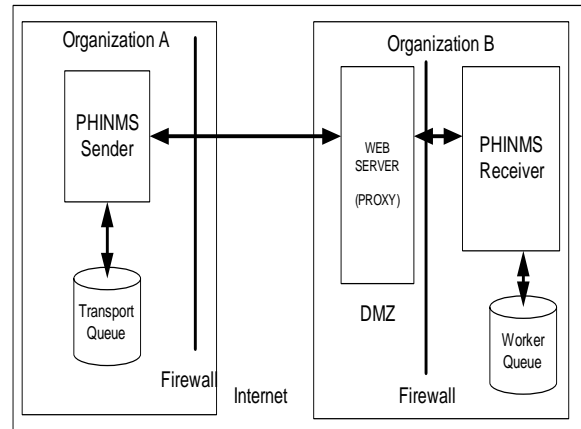 Organization A
PHINMS
Sender
Transport
Queue
Firewall
Internet
Organization B
WEB
SERVER
(PROXY)
DMZ
PHINMS
Receiver
Worker
Queue
Firewall